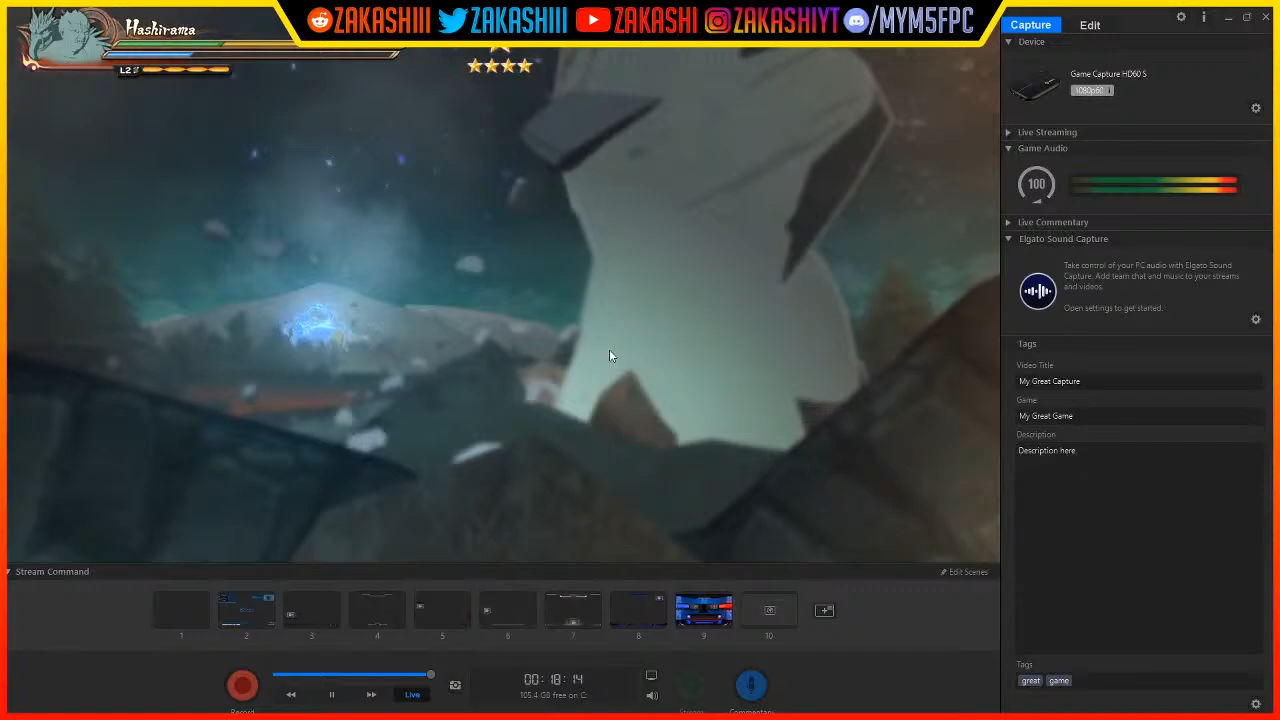 ZAKASHIII ZAKASHIII ZAKASHI ZAKASHIYT /MYM5FPC
Hashirama
L2
Capture Edit
Device
Game Capture HD60 S
1080p60
Live Streaming
Game Audio
100
Live Commentary
Elgato Sound Capture
Take control of your PC audio with Elgato Sound
Capture. Add team chat and music to your streams
and videos.
Open settings to get started.
Tags
Video Title
My Great Capture
Game
My Great Game
Description
Description here
Stream Command
Edit Scenes
1 2 3 4 5 6 7 8 9 10
Live
00:18:14
105.4 GB free on C:
Record
Stream
Commentary
Tags
great game